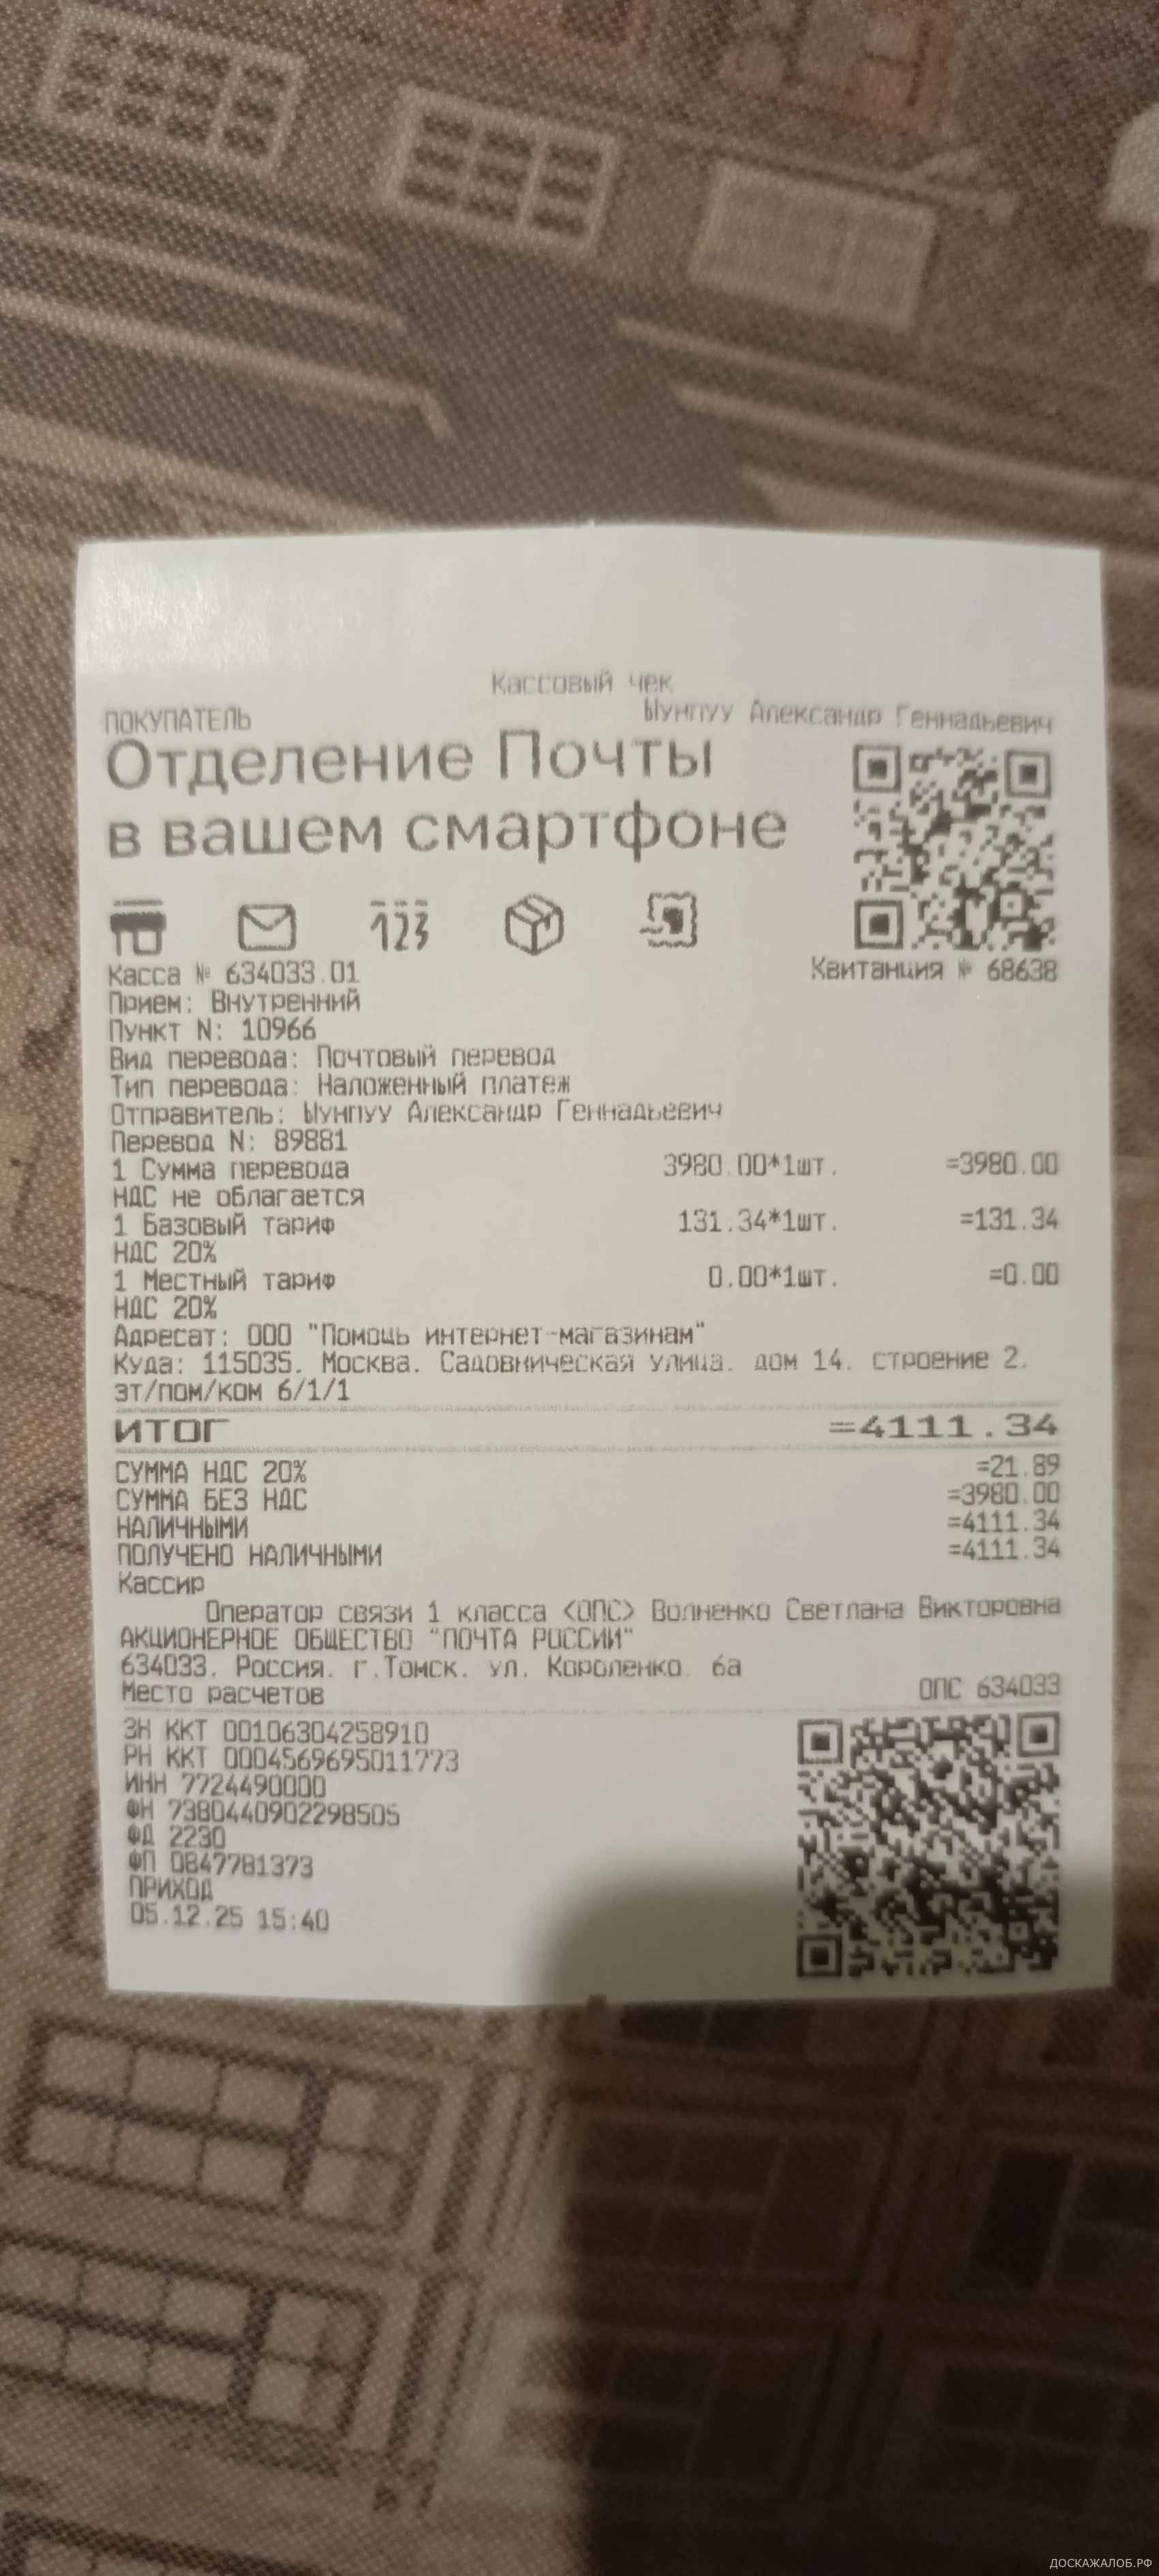 Кассовый чек
ПОКУПАТЕЛЬ Ыунпуу Александр Геннадьевич
Отделение Почты
в вашем смартфоне
123
Касса № 634033.01 Квитанция № 68638
Прием: Внутренний
Пункт N: 10966
Вид перевода: Почтовый перевод
Тип перевода: Наложенный платеж
Отправитель: Ыунпуу Александр Геннадьевич
Перевод N: 89881
1 Сумма перевода 3980.00*1шт. =3980.00
НДС не облагается
1 Базовый тариф 131.34*1шт. =131.34
НДС 20%
1 Местный тариф 0.00*1шт. =0.00
НДС 20%
Адресат: ООО "Помощь интернет-магазинам"
Куда: 115035. Москва. Садовническая улица. дом 14. строение 2.
эт/пом/ком 6/1/1
ИТОГ =4111.34
СУММА НДС 20% =21.89
СУММА БЕЗ НДС =3980.00
НАЛИЧНЫМИ =4111.34
ПОЛУЧЕНО НАЛИЧНЫМИ =4111.34
Кассир
Оператор связи 1 класса <ОПС> Волненко Светлана Викторовна
АКЦИОНЕРНОЕ ОБЩЕСТВО "ПОЧТА РОССИИ"
634033. Россия. г.Томск. ул. Короленко. 6а
Место расчетов ОПС 634033
ЗН ККТ 00106304258910
РН ККТ 0004569695011773
ИНН 7724490000
ФН 7380440902298505
ФД 2230
ФП 0847781373
ПРИХОД
05.12.25 15:40
ДОСКАЖАЛОБ.РФ